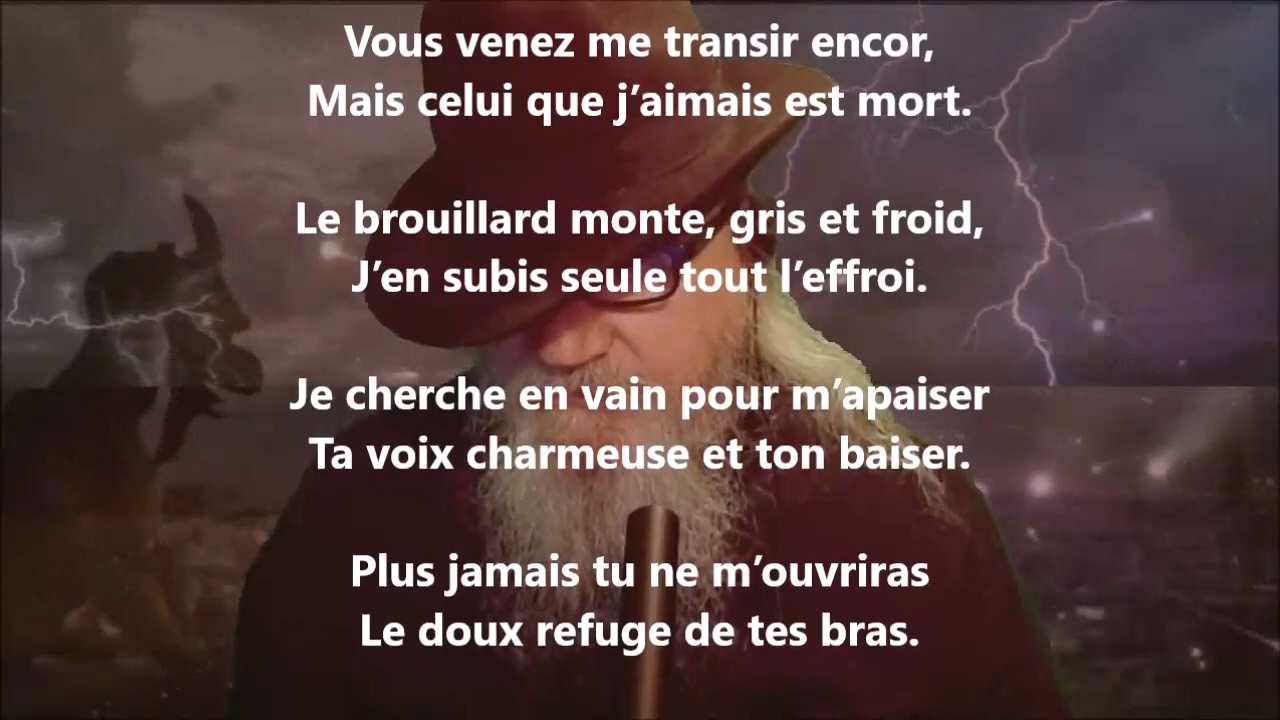 Vous venez me transir encor,
Mais celui que j’aimais est mort.
Le brouillard monte, gris et froid,
J’en subis seule tout l’effroi.
Je cherche en vain pour m’apaiser
Ta voix charmeuse et ton baiser.
Plus jamais tu ne m’ouvriras
Le doux refuge de tes bras.